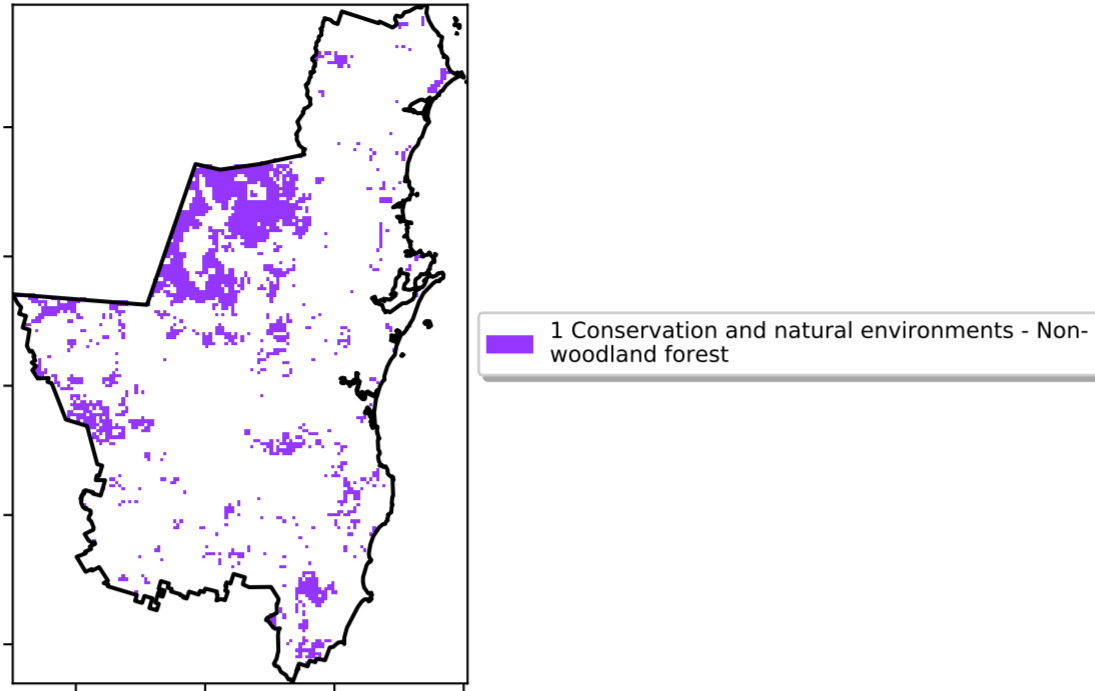 1 Conservation and natural environments - Non-
woodland forest